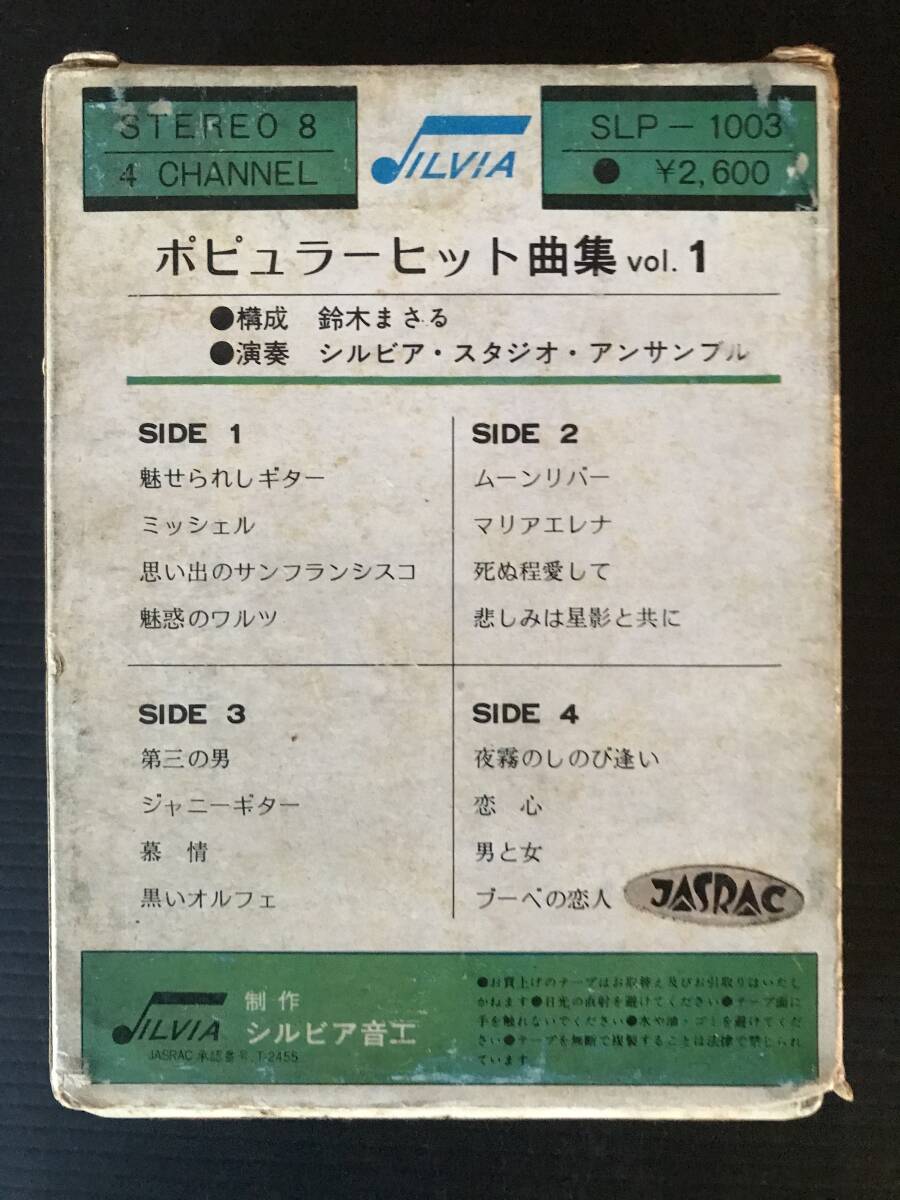 STEREO 8
4 CHANNEL
SILVIA
SLP-1003
● ¥2,600
ポピュラーヒット曲集 vol. 1
●構成 鈴木まさる
●演奏 シルビア・スタジオ・アンサンブル
SIDE 1
魅せられしギター
ミッシェル
思い出のサンフランシスコ
魅惑のワルツ
SIDE 2
ムーンリバー
マリアエレナ
死ぬ程愛して
悲しみは星影と共に
SIDE 3
第三の男
ジャニーギター
慕情
黒いオルフェ
SIDE 4
夜霧のしのび逢い
恋心
男と女
ブーベの恋人
JASRAC
SILVIA
制作
シルビア音工
JASRAC 承認番号 T-2455
●お買上げのテープはお取替え及びお引取りはいたし
かねます●日光の直射を避けてください●テープ面に
手を触れないでください●水や油・ゴミを避けてくだ
さい●テープを無断で複製することは法律で禁じられ
ています